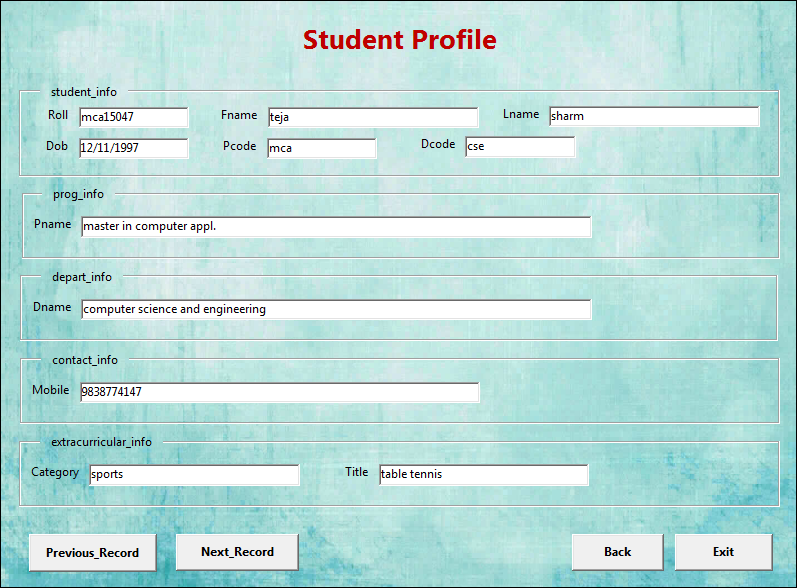 Student Profile
student_info
Roll mca15047 Fname teja Lname sharm
Dob 12/11/1997 Pcode mca Dcode cse
prog_info
Pname master in computer appl.
depart_info
Dname computer science and engineering
contact_info
Mobile 9838774147
extracurricular_info
Category sports Title table tennis
Previous_Record Next_Record Back Exit